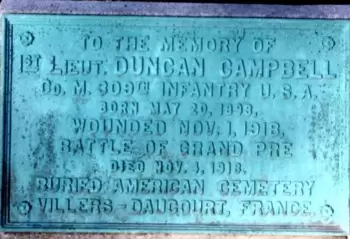 TO THE MEMORY OF
1ST LIEUT. DUNCAN CAMPBELL
CO. M. 309TH INFANTRY U.S.A.
BORN MAY 20, 1898,
WOUNDED NOV. 1, 1918,
BATTLE OF GRAND PRE
DIED NOV. 1, 1918.
BURIED AMERICAN CEMETERY
VILLERS-DAUCOURT, FRANCE.